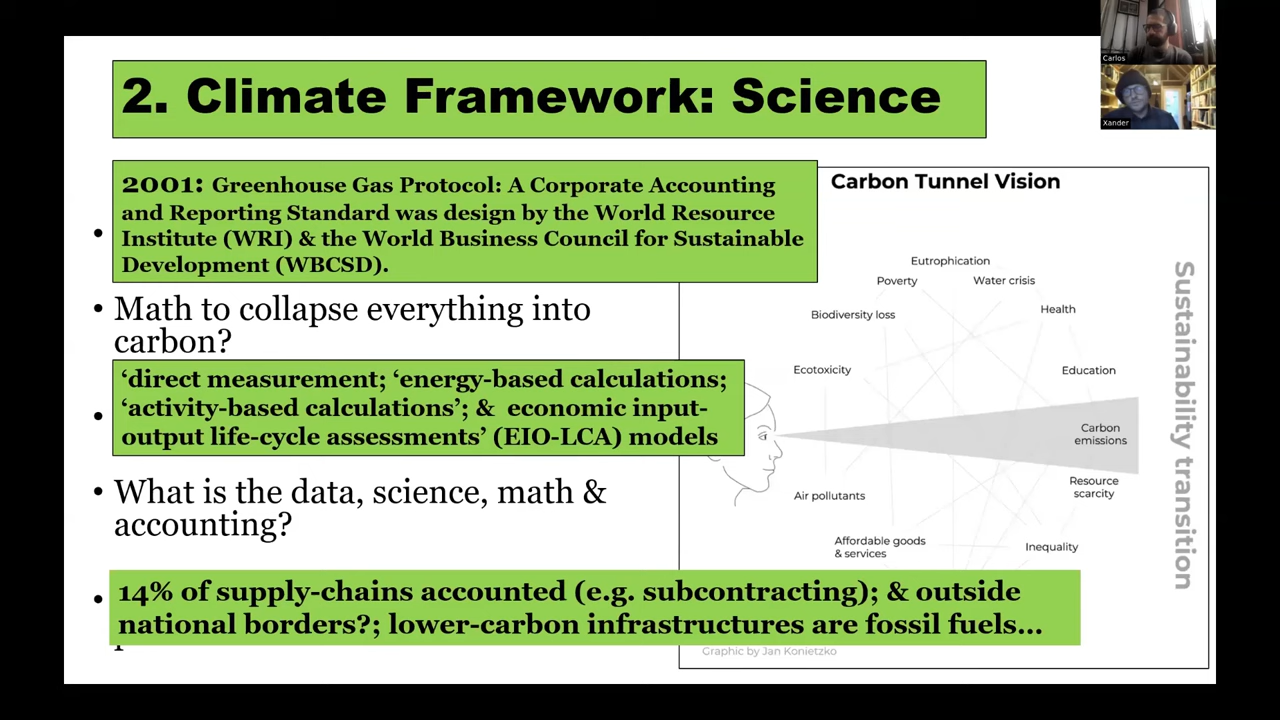 2. Climate Framework: Science
Carlos
Xander
2001: Greenhouse Gas Protocol: A Corporate Accounting
and Reporting Standard was design by the World Resource
Institute (WRI) & the World Business Council for Sustainable
Development (WBCSD).
• Math to collapse everything into
carbon?
‘direct measurement; ‘energy-based calculations;
‘activity-based calculations’; & economic input-
output life-cycle assessments’ (EIO-LCA) models
• What is the data, science, math &
accounting?
14% of supply-chains accounted (e.g. subcontracting); & outside
national borders?; lower-carbon infrastructures are fossil fuels...
Carbon Tunnel Vision
Eutrophication
Poverty
Water crisis
Biodiversity loss
Health
Ecotoxicity
Education
Carbon
emissions
Air pollutants
Resource
scarcity
Affordable goods
& services
Inequality
Sustainability transition
Graphic by Jan Konietzko